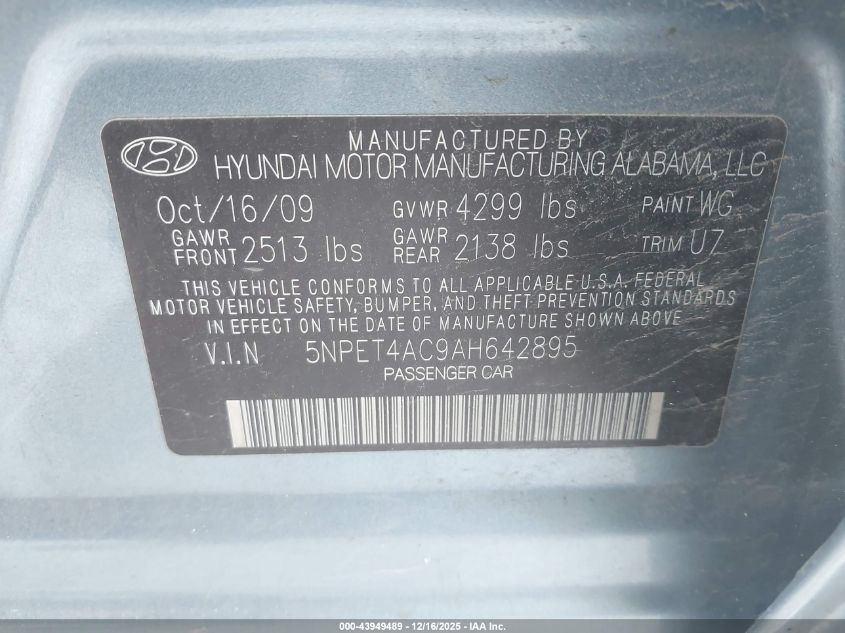 MANUFACTURED BY
HYUNDAI MOTOR MANUFACTURING ALABAMA, LLC
Oct/16/09 GVWR 4299 lbs PAINT WG
GAWR FRONT 2513 lbs GAWR REAR 2138 lbs TRIM U7
THIS VEHICLE CONFORMS TO ALL APPLICABLE U.S.A. FEDERAL
MOTOR VEHICLE SAFETY, BUMPER, AND THEFT PREVENTION STANDARDS
IN EFFECT ON THE DATE OF MANUFACTURE SHOWN ABOVE
V.I.N 5NPET4AC9AH642895
PASSENGER CAR
000-43949489 - 12/16/2025 - IAA Inc.